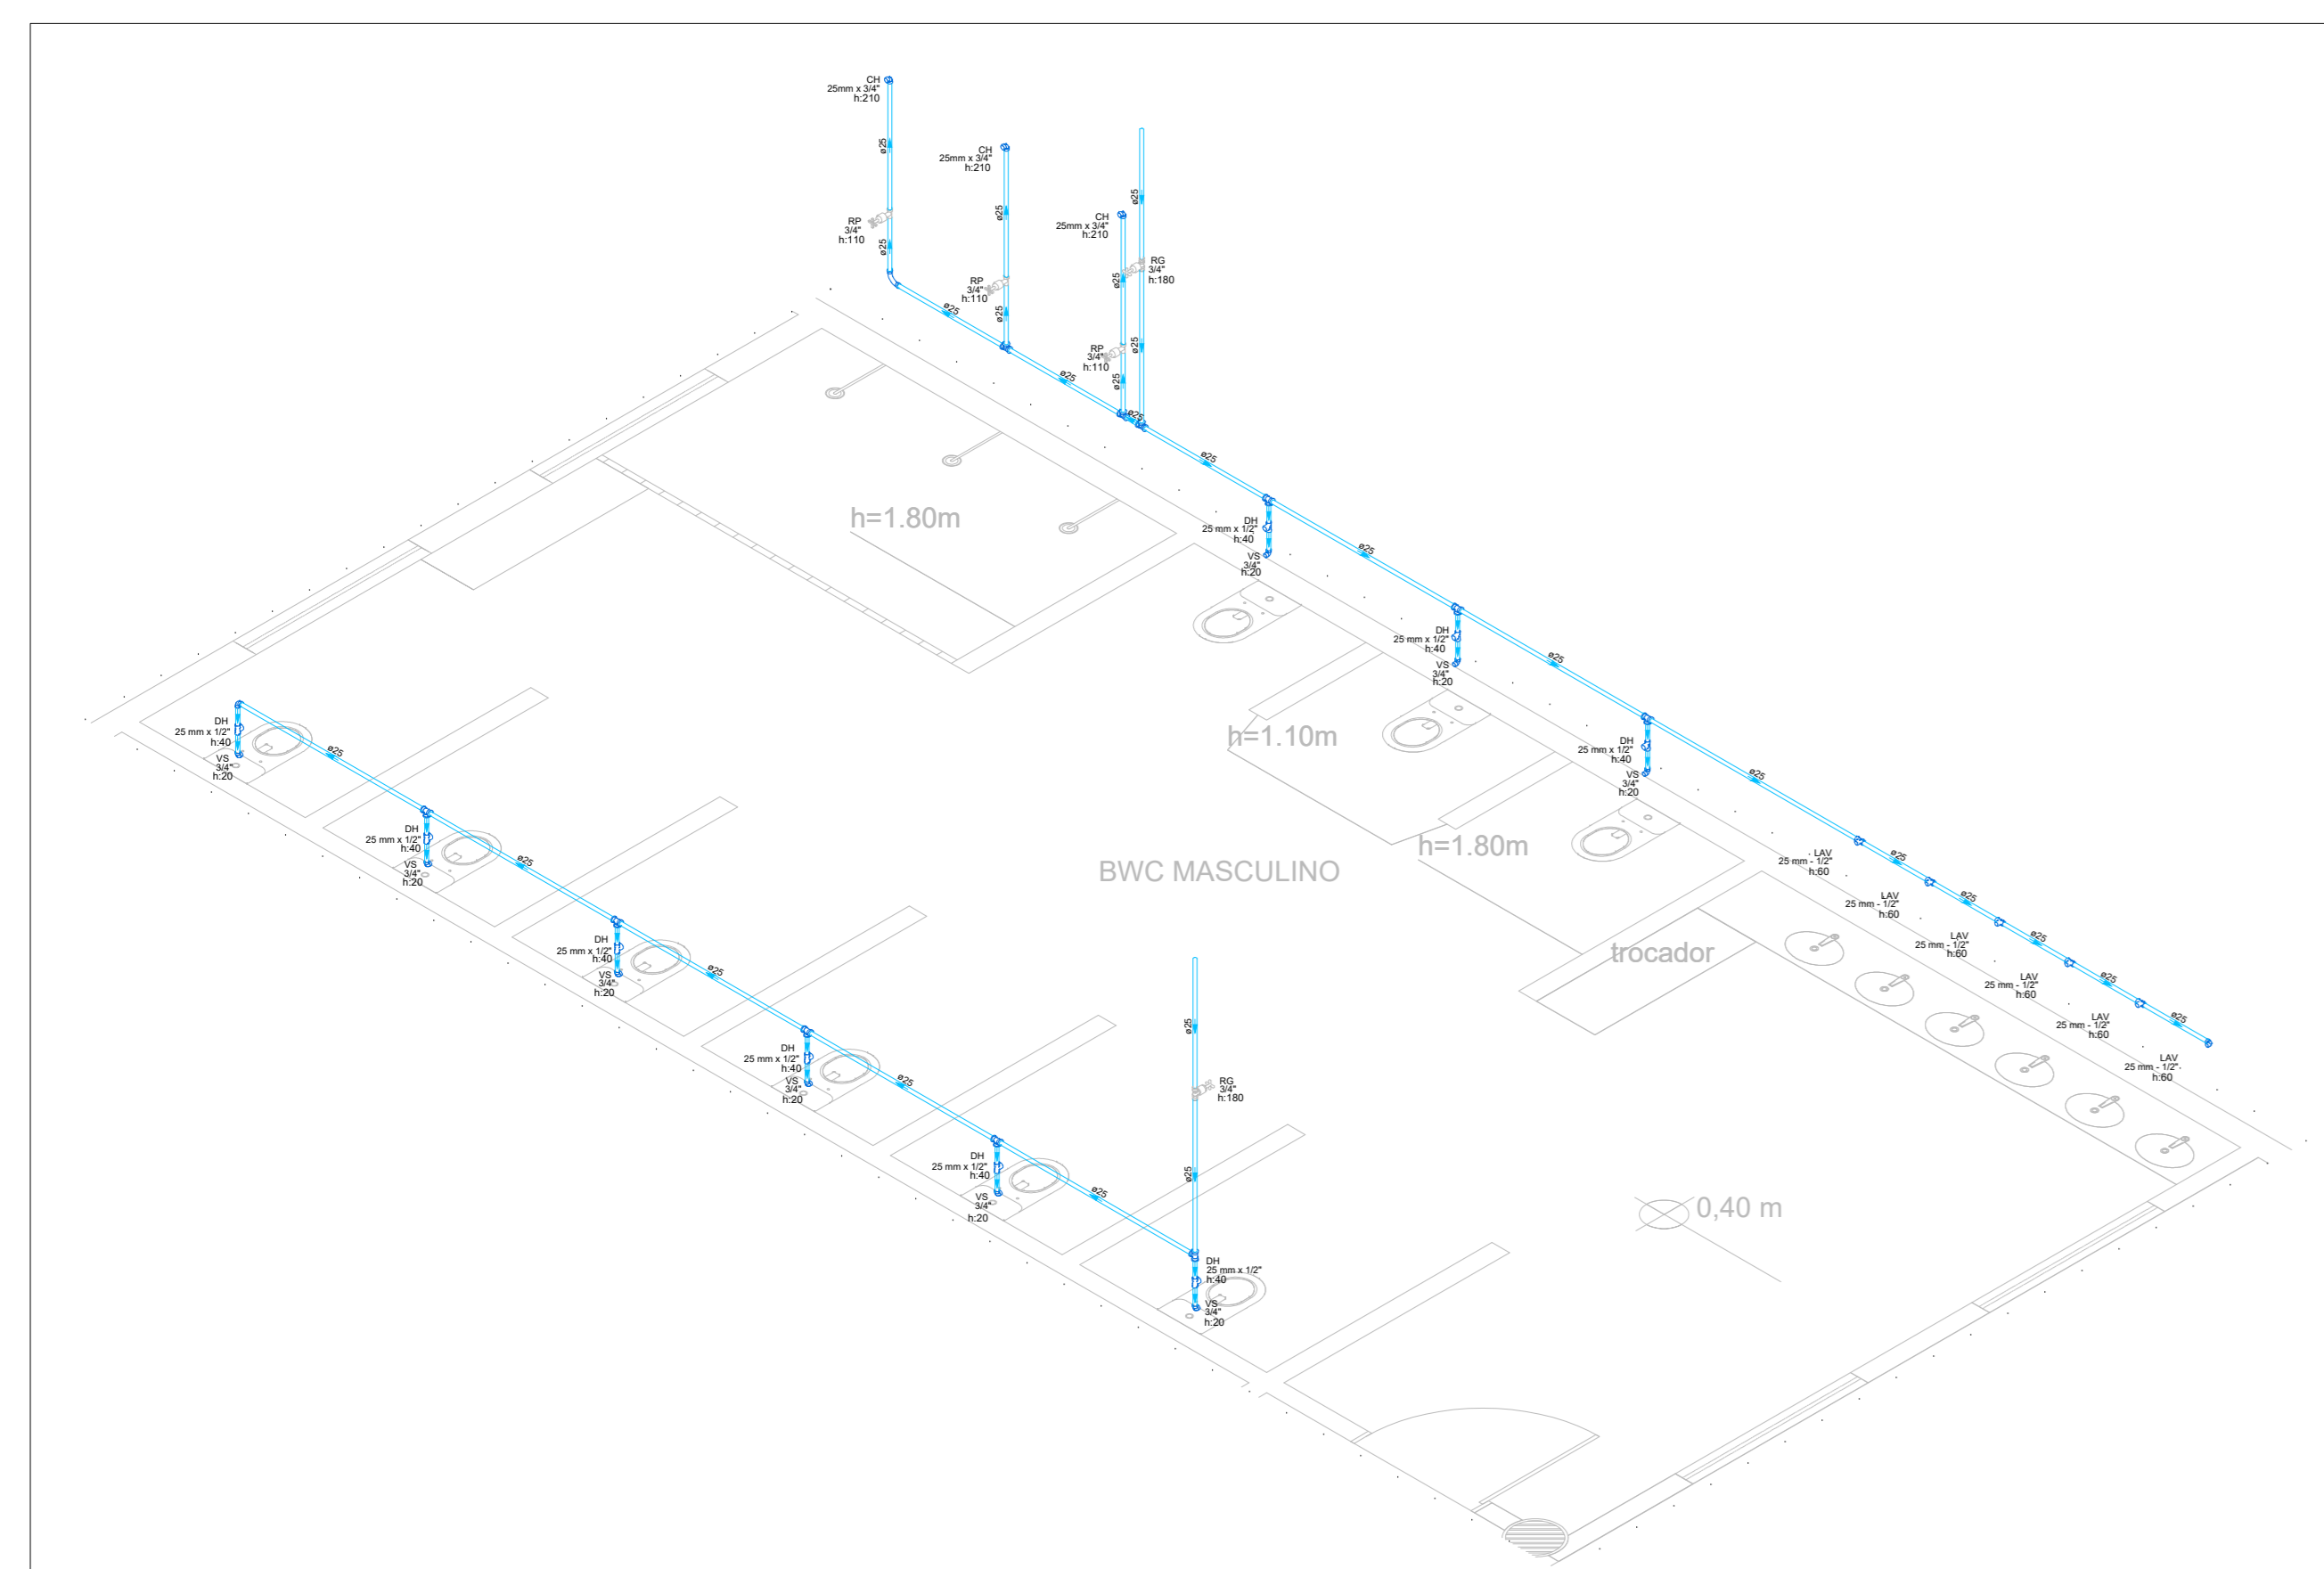 CH
25mm x 3/4"
h:210
ø25
CH
25mm x 3/4"
h:210
ø25
ø25
CH
25mm x 3/4"
h:210
RP
3/4"
h:110
ø25
RG
3/4"
h:180
RP
3/4"
h:110
ø25
ø25
ø25
ø25
RP
3/4"
h:110
ø25
ø25
ø25
ø25
ø25
h=1.80m
DH
25 mm x 1/2"
h:40
VS
3/4"
h:20
ø25
DH
25 mm x 1/2"
h:40
VS
3/4"
h:20
ø25
h=1.10m
DH
25 mm x 1/2"
h:40
VS
3/4"
h:20
ø25
h=1.80m
BWC MASCULINO
LAV
25 mm - 1/2"
h:60
ø25
LAV
25 mm - 1/2"
h:60
ø25
LAV
25 mm - 1/2"
h:60
ø25
LAV
25 mm - 1/2"
h:60
ø25
LAV
25 mm - 1/2"
h:60
ø25
LAV
25 mm - 1/2"
h:60
trocador
DH
25 mm x 1/2"
h:40
VS
3/4"
h:20
ø25
DH
25 mm x 1/2"
h:40
VS
3/4"
h:20
ø25
DH
25 mm x 1/2"
h:40
VS
3/4"
h:20
ø25
DH
25 mm x 1/2"
h:40
VS
3/4"
h:20
ø25
DH
25 mm x 1/2"
h:40
VS
3/4"
h:20
ø25
ø25
RG
3/4"
h:180
ø25
DH
25 mm x 1/2"
h:40
VS
3/4"
h:20
0,40 m